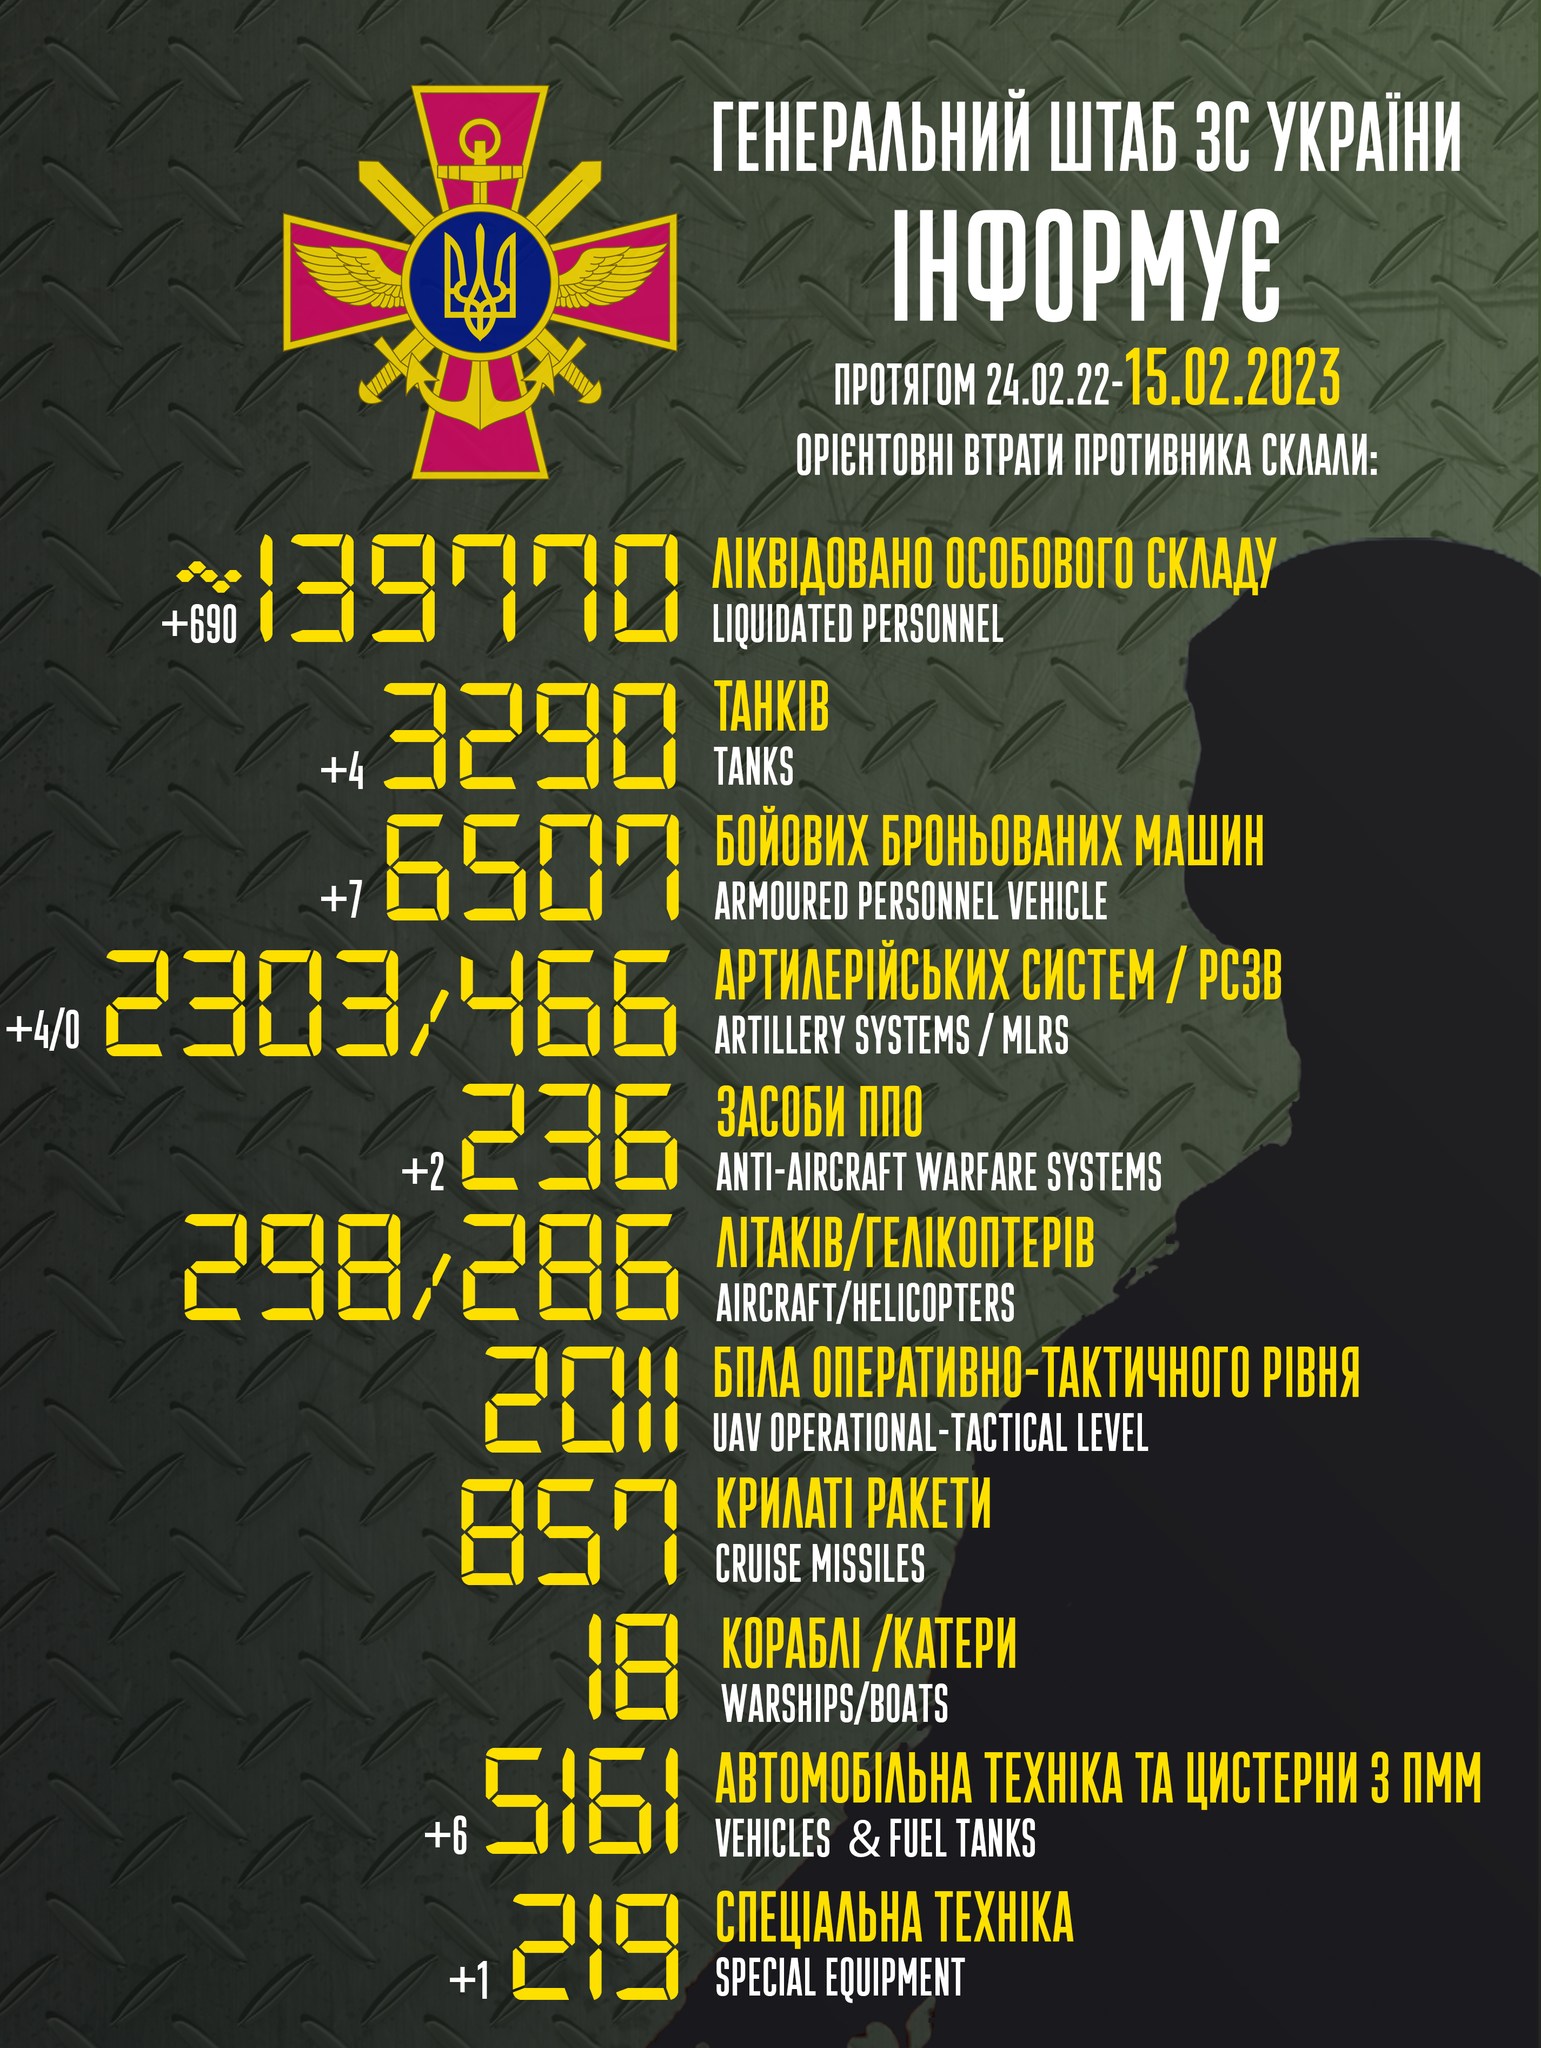 ГЕНЕРАЛЬНИЙ ШТАБ ЗС УКРАЇНИ
ІНФОРМУЄ
ПРОТЯГОМ 24.02.22-15.02.2023
ОРІЄНТОВНІ ВТРАТИ ПРОТИВНИКА СКЛАЛИ:
~139770 ЛІКВІДОВАНО ОСОБОВОГО СКЛАДУ
+690 LIQUIDATED PERSONNEL
3290 ТАНКІВ
+4 TANKS
6507 БОЙОВИХ БРОНЬОВАНИХ МАШИН
+7 ARMOURED PERSONNEL VEHICLE
2303/466 АРТИЛЕРІЙСЬКИХ СИСТЕМ / РСЗВ
+4/0 ARTILLERY SYSTEMS / MLRS
236 ЗАСОБИ ППО
+2 ANTI-AIRCRAFT WARFARE SYSTEMS
298/286 ЛІТАКІВ/ГЕЛІКОПТЕРІВ
AIRCRAFT/HELICOPTERS
2011 БПЛА ОПЕРАТИВНО-ТАКТИЧНОГО РІВНЯ
UAV OPERATIONAL-TACTICAL LEVEL
857 КРИЛАТІ РАКЕТИ
CRUISE MISSILES
18 КОРАБЛІ /КАТЕРИ
WARSHIPS/BOATS
5161 АВТОМОБІЛЬНА ТЕХНІКА ТА ЦИСТЕРНИ З ПММ
+6 VEHICLES & FUEL TANKS
219 СПЕЦІАЛЬНА ТЕХНІКА
+1 SPECIAL EQUIPMENT